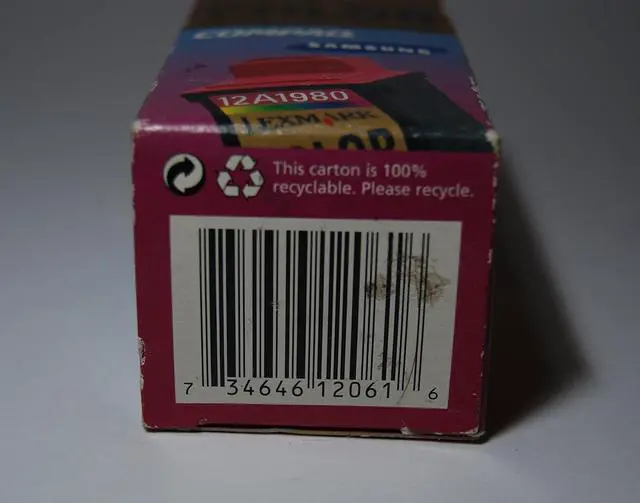 COMPAQ
SAMSUNG
12A1980
LEXMARK
This carton is 100%
recyclable. Please recycle.
7 34646 12061 6